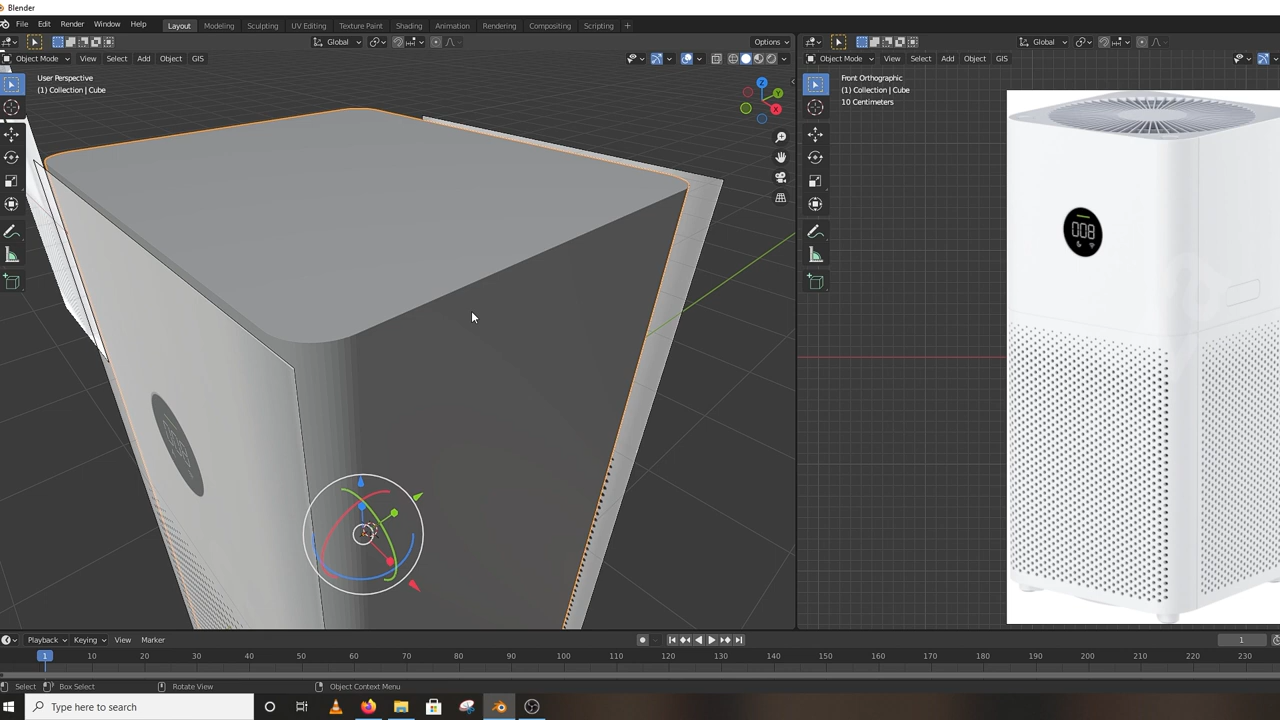 Blender
File Edit Render Window Help Layout Modeling Sculpting UV Editing Texture Paint Shading Animation Rendering Compositing Scripting +
Global Options Global
Object Mode View Select Add Object GIS Object Mode View Select Add Object GIS
User Perspective
(1) Collection | Cube
Z
Y
X
Front Orthographic
(1) Collection | Cube
10 Centimeters
008
Playback Keying View Marker 1
1 10 20 30 40 50 60 70 80 90 100 110 120 130 140 150 160 170 180 190 200 210 220 230
Select Box Select Rotate View Object Context Menu
Type here to search